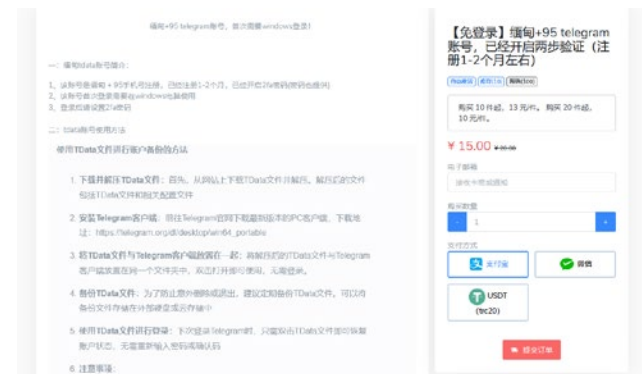 缅甸+95 telegram账号，首次需要windows登录！
一：缅甸tdata账号简介：
1、该账号是缅甸+95手机号注册，已经注册1-2个月，已经开启2fa密码(密码也提供)
2、该账号首次登录需要在windows电脑使用
3、登录后建议设置2fa密码
二：tdata账号使用方法
使用TData文件进行账户备份的方法
1. 下载并解压TData文件：首先，从网站上下载TData文件并解压。解压后的文件
包括TData文件和相关配置文件
2. 安装Telegram客户端：前往Telegram官网下载最新版本的PC客户端，下载地
址：https://telegram.org/dl/desktop/win64_portable
3. 将TData文件与Telegram客户端放置在一起：将解压后的TData文件与Telegram
客户端放置在同一个文件夹中，双击打开即可使用，无需登录。
4. 备份TData文件：为了防止意外删除或退出，建议定期备份TData文件。可以将
备份文件存储在外部硬盘或云存储中
5. 使用TData文件进行登录：下次登录Telegram时，只需双击TData文件即可恢复
账户状态，无需重新输入密码或确认码
6. 注意事项：
【免登录】缅甸+95 telegram
账号，已经开启两步验证（注
册1-2个月左右）
购买 10 件起，13 元/件。 购买 20 件起，
10 元/件。
¥ 15.00
电子邮箱
购买数量
- 1 +
支付方式
支付宝
微信
USDT
(trc20)
提交订单